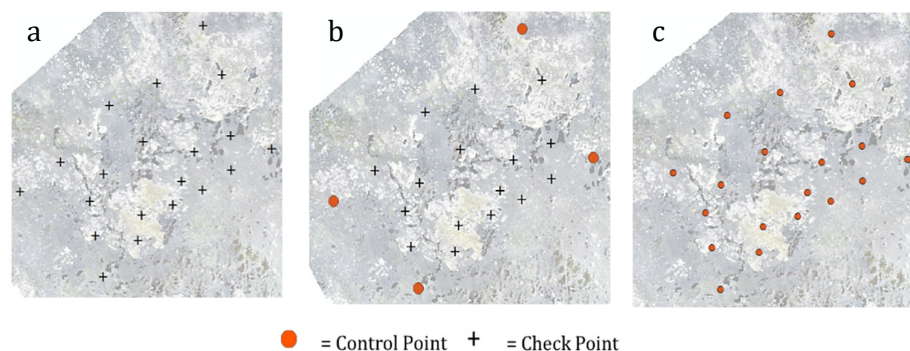 a b c
= Control Point + = Check Point